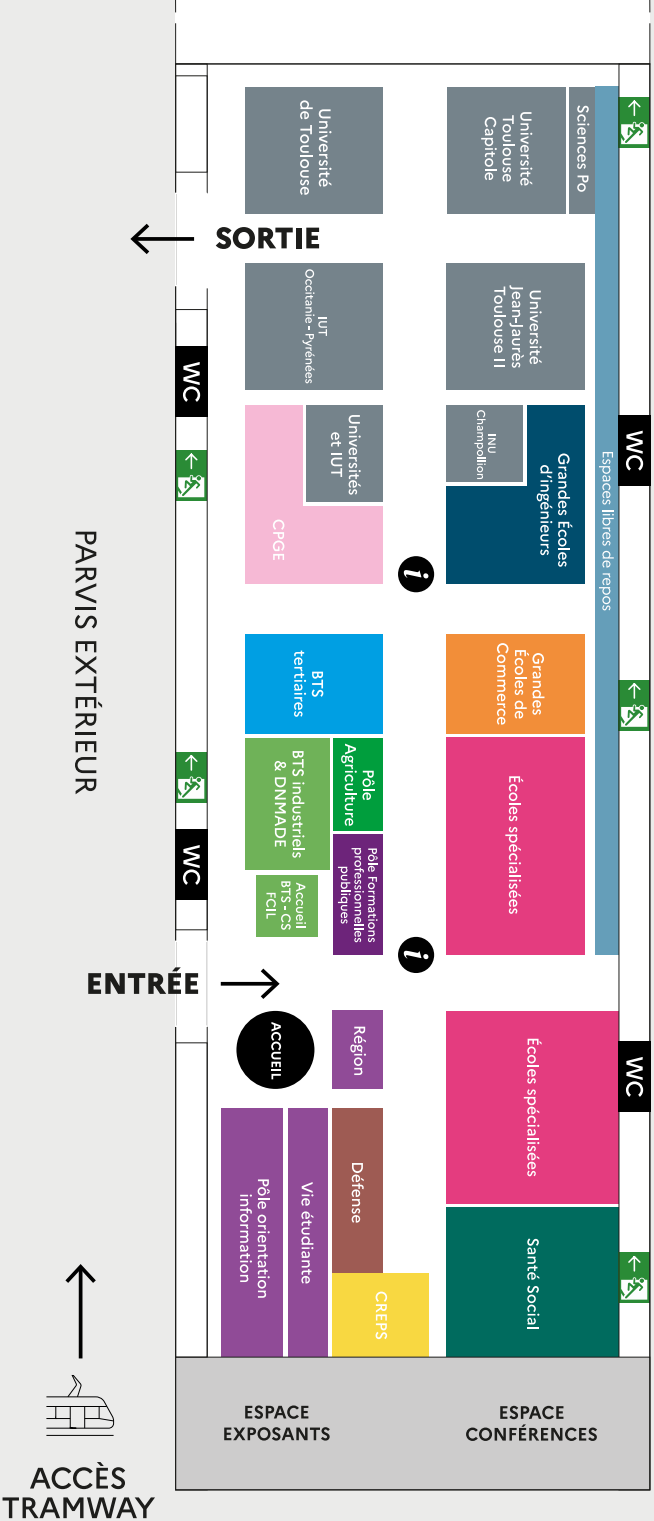 Université
de Toulouse
Université
Toulouse
Capitole
Sciences Po
SORTIE
IUT
Occitanie - Pyrénées
Université
Jean-Jaurès
Toulouse II
WC
WC
Universités
et IUT
CPGE
INU
Champollion
Grandes Écoles
d'ingénieurs
Espaces libres de repos
i
PARVIS EXTÉRIEUR
BTS
tertiaires
Grandes
Écoles de
Commerce
BTS industriels
& DNMADE
Pôle
Agriculture
Écoles spécialisées
WC
Accueil
BTS - CS
FCIL
Pôle Formations
professionnelles
publiques
i
ENTRÉE
ACCUEIL
Région
Écoles spécialisées
WC
Pôle orientation
information
Vie étudiante
Défense
CREPS
Santé Social
ESPACE
EXPOSANTS
ESPACE
CONFÉRENCES
ACCÈS
TRAMWAY